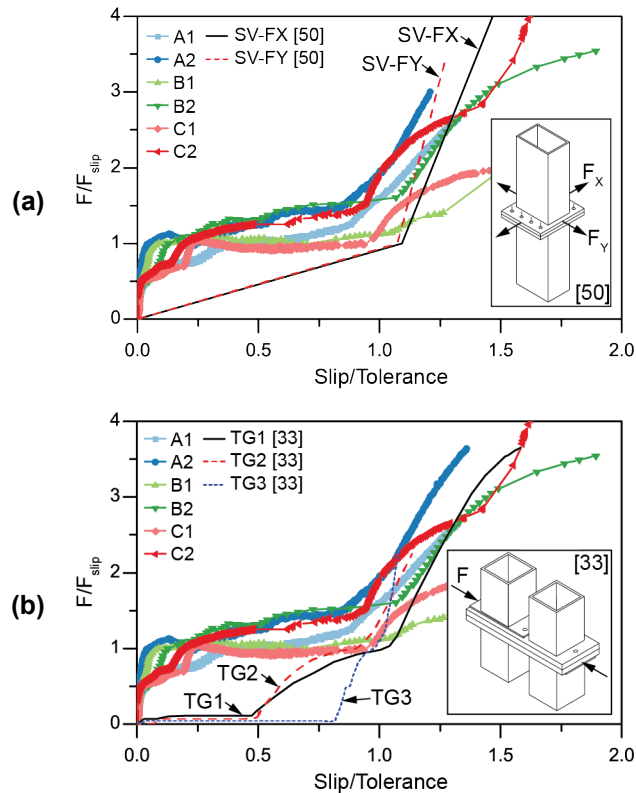 (a)
F/F_slip
4
3
2
1
0
A1
A2
B1
B2
C1
C2
SV-FX [50]
SV-FY [50]
SV-FX
SV-FY
F_X
F_Y
[50]
0.0 0.5 1.0 1.5 2.0
Slip/Tolerance
(b)
F/F_slip
4
3
2
1
0
A1
A2
B1
B2
C1
C2
TG1 [33]
TG2 [33]
TG3 [33]
TG1
TG2
TG3
[33]
F
0.0 0.5 1.0 1.5 2.0
Slip/Tolerance